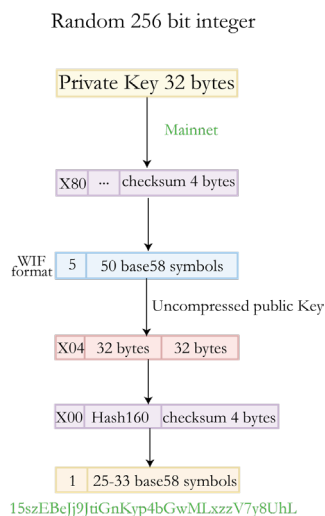 Random 256 bit integer
Private Key 32 bytes
Mainnet
X80 ... checksum 4 bytes
WIF
format
5 50 base58 symbols
Uncompressed public Key
X04 32 bytes 32 bytes
X00 Hash160 checksum 4 bytes
1 25-33 base58 symbols
15szEBeJj9JtiGnKyp4bGwMLxzzV7y8UhL